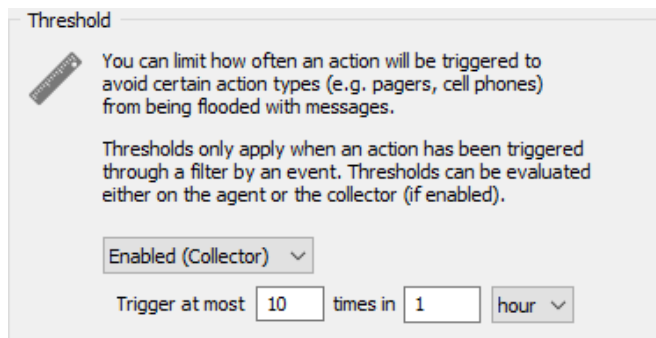 Threshold
You can limit how often an action will be triggered to
avoid certain action types (e.g. pagers, cell phones)
from being flooded with messages.
Thresholds only apply when an action has been triggered
through a filter by an event. Thresholds can be evaluated
either on the agent or the collector (if enabled).
Enabled (Collector)
Trigger at most 10 times in 1 hour